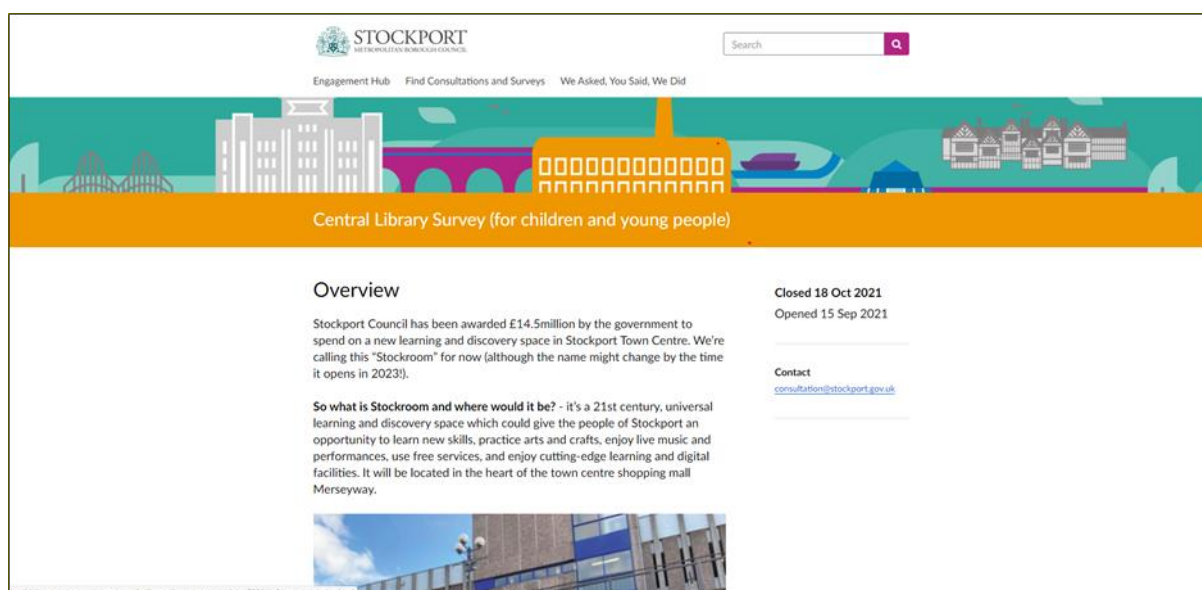 STOCKPORT
METROPOLITAN BOROUGH COUNCIL
Search
Engagement Hub Find Consultations and Surveys We Asked, You Said, We Did
Central Library Survey (for children and young people)
Overview
Stockport Council has been awarded £14.5million by the government to
spend on a new learning and discovery space in Stockport Town Centre. We're
calling this "Stockroom" for now (although the name might change by the time
it opens in 2023!).
So what is Stockroom and where would it be? - it's a 21st century, universal
learning and discovery space which could give the people of Stockport an
opportunity to learn new skills, practice arts and crafts, enjoy live music and
performances, use free services, and enjoy cutting-edge learning and digital
facilities. It will be located in the heart of the town centre shopping mall
Merseyway.
Closed 18 Oct 2021
Opened 15 Sep 2021
Contact
consultation@stockport.gov.uk